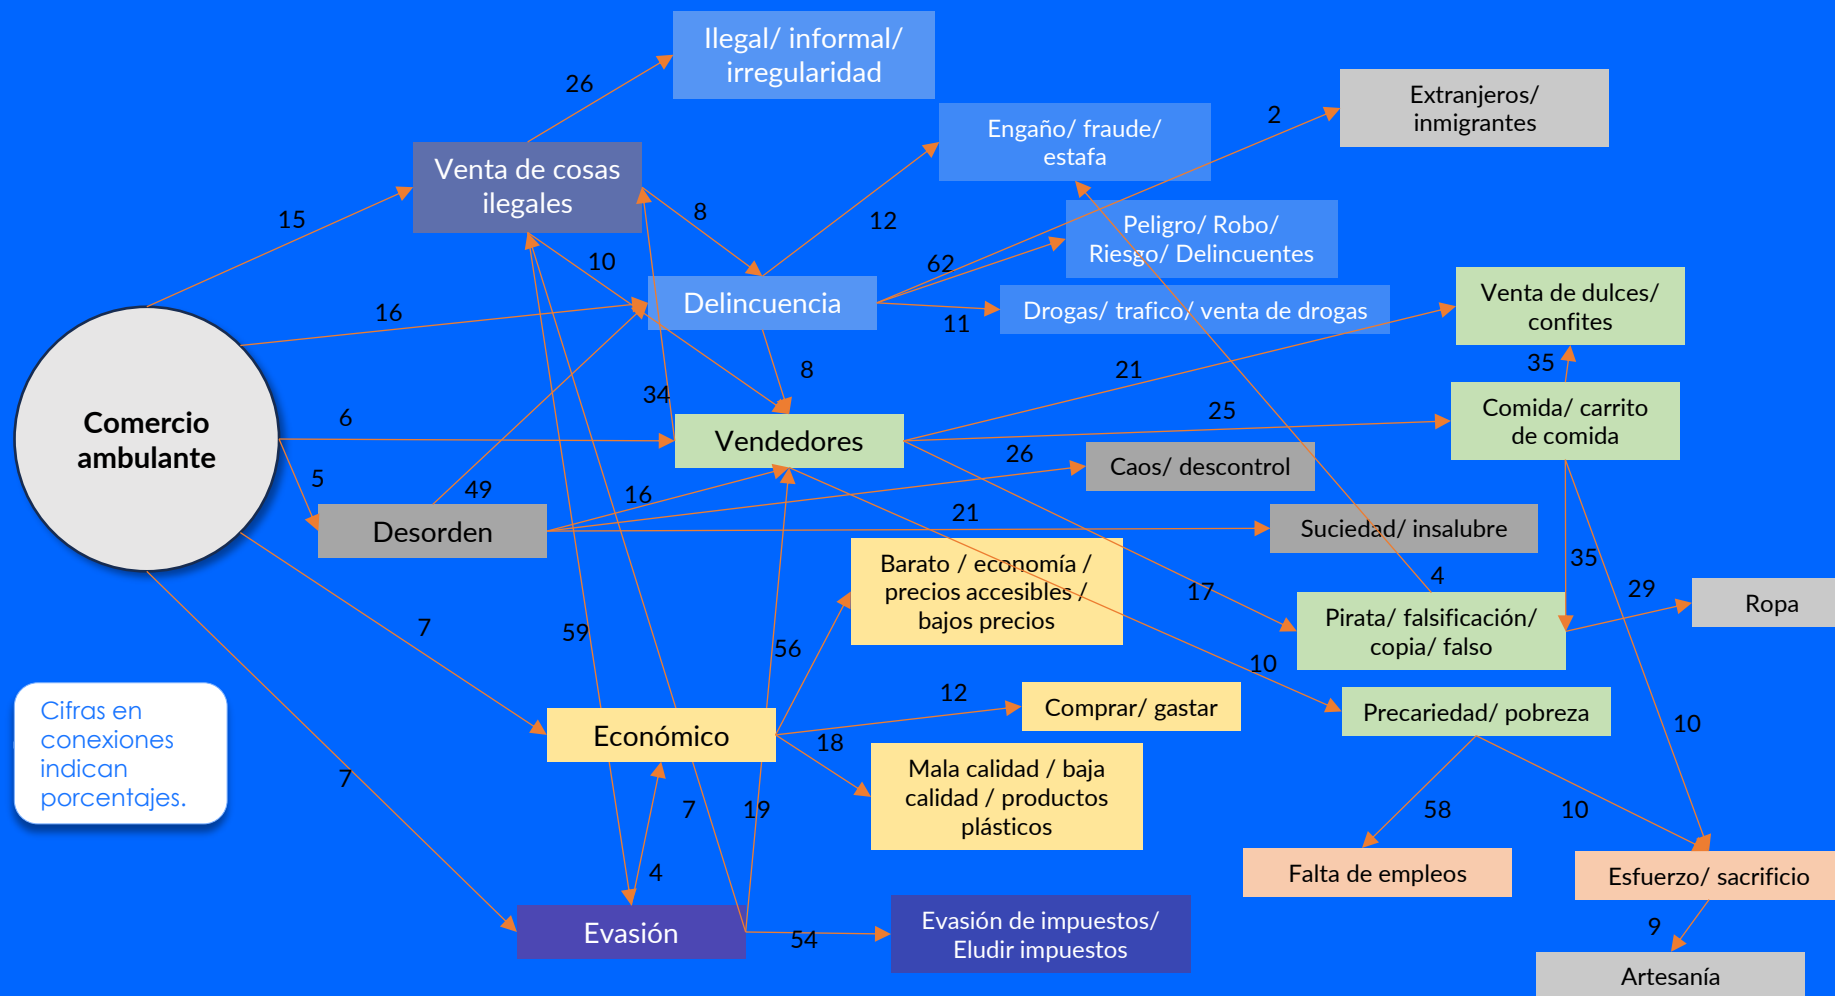 Ilegal/ informal/
irregularidad
26
Extranjeros/
inmigrantes
2
Engaño/ fraude/
estafa
Venta de cosas
ilegales
15
8
12
Peligro/ Robo/
Riesgo/ Delincuentes
10
62
Delincuencia
16
11
Drogas/ trafico/ venta de drogas
Venta de dulces/
confites
35
8
21
34
Comercio
ambulante
6
Vendedores
25
Comida/ carrito
de comida
26
Caos/ descontrol
5
49
16
Desorden
21
Suciedad/ insalubre
Barato / economía /
precios accesibles /
bajos precios
35
4
17
29
Pirata/ falsificación/
copia/ falso
Ropa
7
59
56
10
12
Comprar/ gastar
Precariedad/ pobreza
10
Cifras en
conexiones
indican
porcentajes.
Económico
18
Mala calidad / baja
calidad / productos
plásticos
7
7
19
58
10
4
Falta de empleos
Esfuerzo/ sacrificio
Evasión
54
Evasión de impuestos/
Eludir impuestos
9
Artesanía